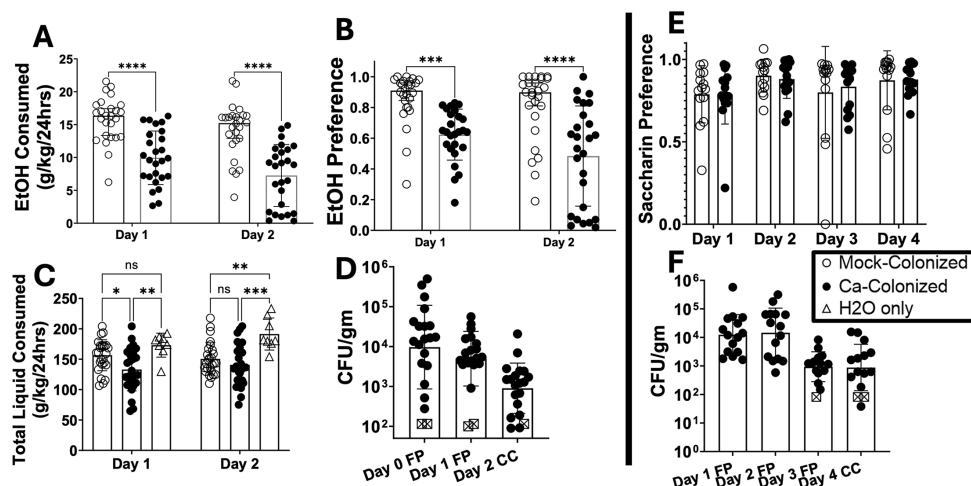 A
EtOH Consumed
(g/kg/24hrs)
25
20
15
10
5
0
****
****
Day 1
Day 2
B
EtOH Preference
1.0
0.8
0.6
0.4
0.2
0.0
***
****
Day 1
Day 2
C
Total Liquid Consumed
(g/kg/24hrs)
250
200
150
100
50
0
ns
*
**
**
ns
***
Day 1
Day 2
D
CFU/gm
10⁶
10⁵
10⁴
10³
10²
Day 0 FP
Day 1 FP
Day 2 CC
E
Saccharin Preference
1.0
0.5
0.0
Day 1
Day 2
Day 3
Day 4
Mock-Colonized
Ca-Colonized
H2O only
F
CFU/gm
10⁶
10⁵
10⁴
10³
10²
10¹
10⁰
Day 1 FP
Day 2 FP
Day 3 FP
Day 4 CC